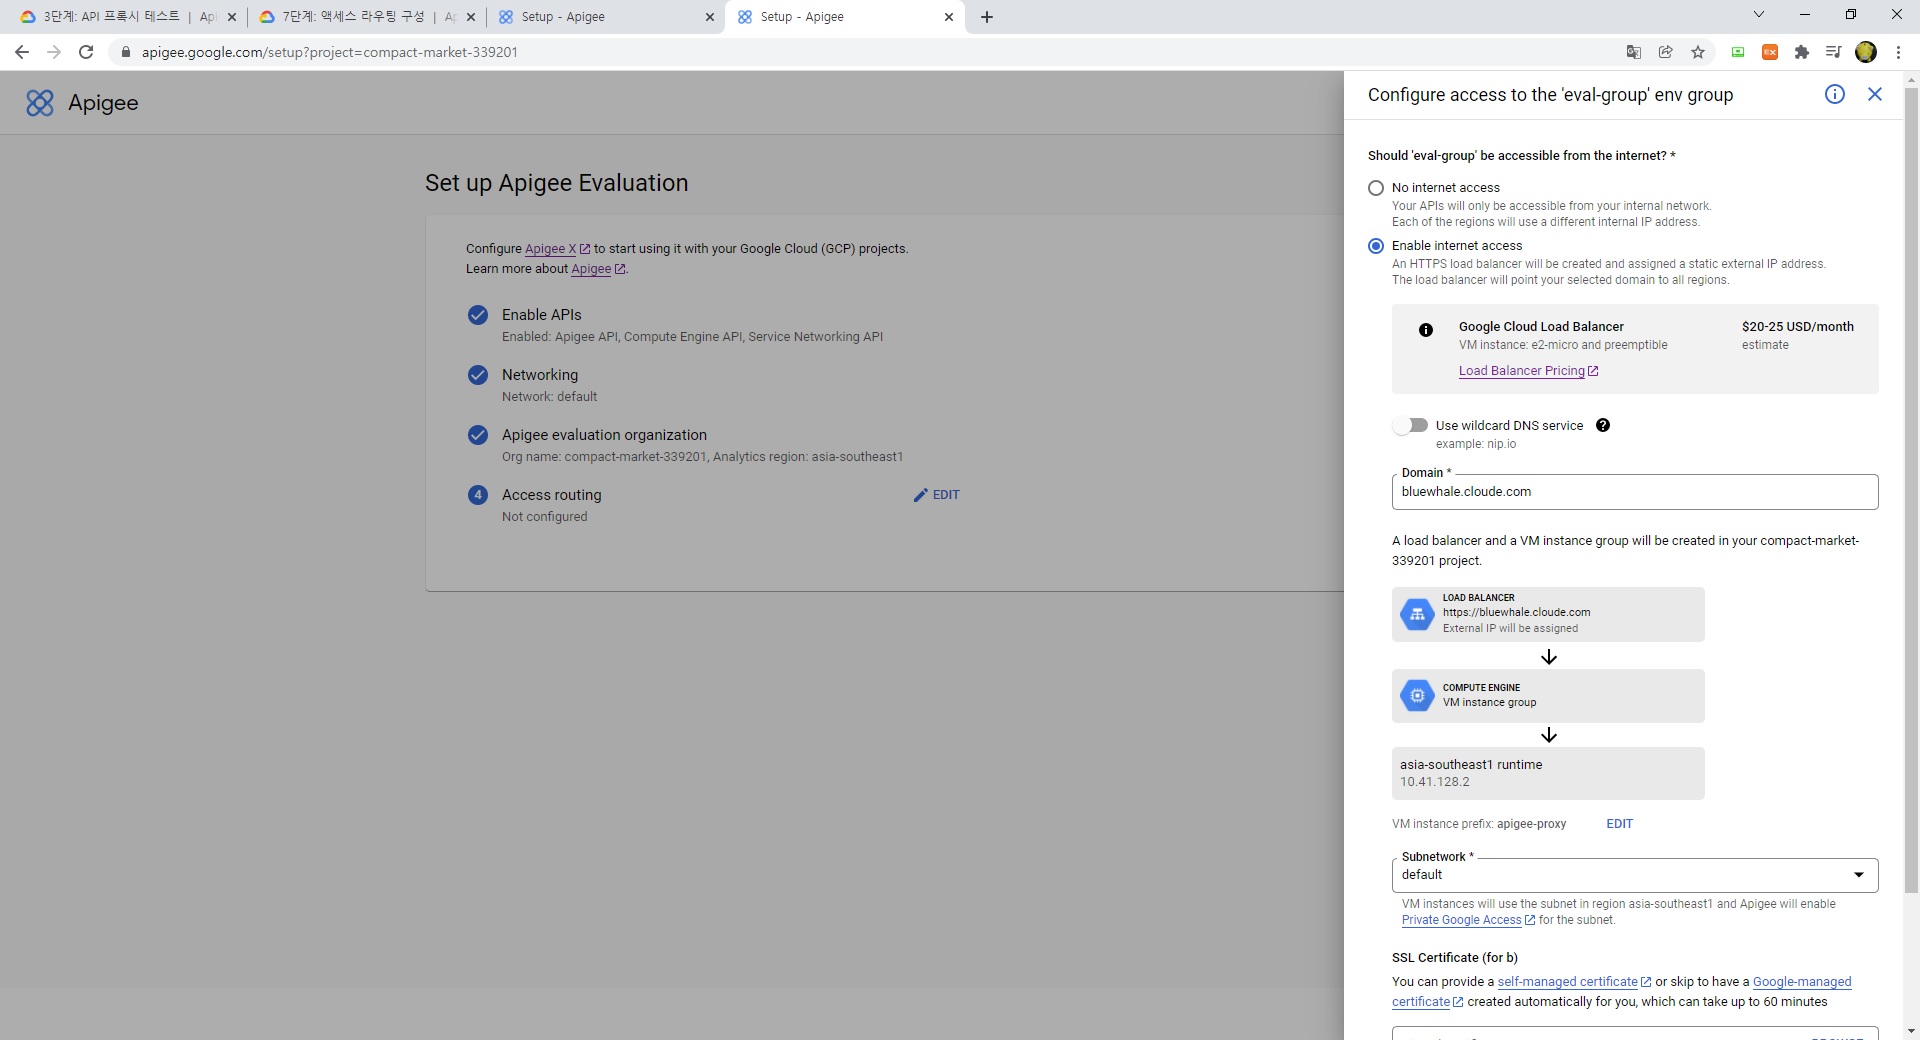 3단계: API 프록시 테스트 | Api
7단계: 액세스 라우팅 구성 | Ap
Setup - Apigee
Setup - Apigee
apigee.google.com/setup?project=compact-market-339201
Apigee
Set up Apigee Evaluation
Configure Apigee X to start using it with your Google Cloud (GCP) projects.
Learn more about Apigee.
Enable APIs
Enabled: Apigee API, Compute Engine API, Service Networking API
Networking
Network: default
Apigee evaluation organization
Org name: compact-market-339201, Analytics region: asia-southeast1
4 Access routing EDIT
Not configured
Configure access to the 'eval-group' env group
Should 'eval-group' be accessible from the internet? *
No internet access
Your APIs will only be accessible from your internal network.
Each of the regions will use a different internal IP address.
Enable internet access
An HTTPS load balancer will be created and assigned a static external IP address.
The load balancer will point your selected domain to all regions.
Google Cloud Load Balancer $20-25 USD/month
VM instance: e2-micro and preemptible estimate
Load Balancer Pricing
Use wildcard DNS service
example: nip.io
Domain *
bluewhale.cloude.com
A load balancer and a VM instance group will be created in your compact-market-
339201 project.
LOAD BALANCER
https://bluewhale.cloude.com
External IP will be assigned
COMPUTE ENGINE
VM instance group
asia-southeast1 runtime
10.41.128.2
VM instance prefix: apigee-proxy EDIT
Subnetwork *
default
VM instances will use the subnet in region asia-southeast1 and Apigee will enable
Private Google Access for the subnet.
SSL Certificate (for b)
You can provide a self-managed certificate or skip to have a Google-managed
certificate created automatically for you, which can take up to 60 minutes